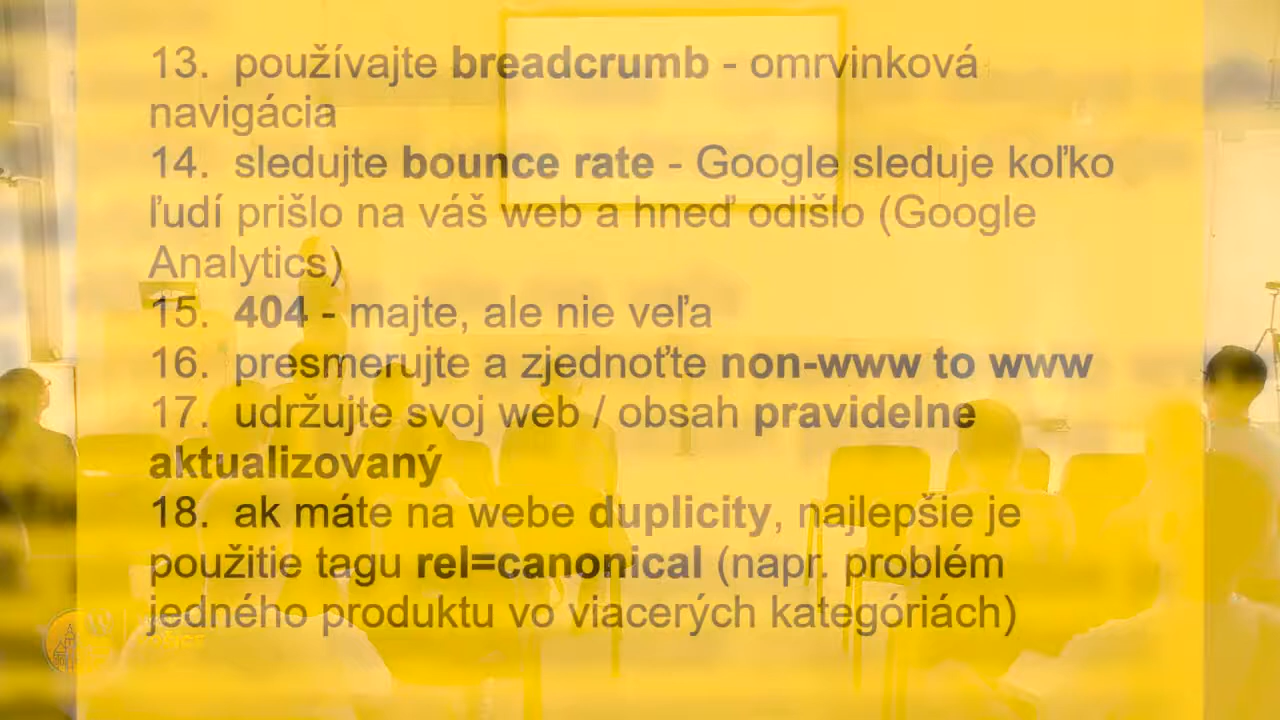 13. používajte breadcrumb - omrvinková
navigácia
14. sledujte bounce rate - Google sleduje koľko
ľudí prišlo na váš web a hneď odišlo (Google
Analytics)
15. 404 - majte, ale nie veľa
16. presmerujte a zjednoťte non-www to www
17. udržujte svoj web / obsah pravidelne
aktualizovaný
18. ak máte na webe duplicity, najlepšie je
použitie tagu rel=canonical (napr. problém
jedného produktu vo viacerých kategóriách)